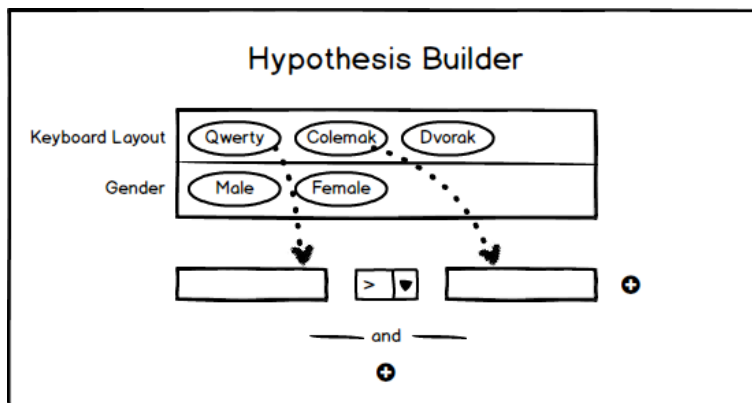 Hypothesis Builder
Keyboard Layout Qwerty Colemak Dvorak
Gender Male Female
>
and